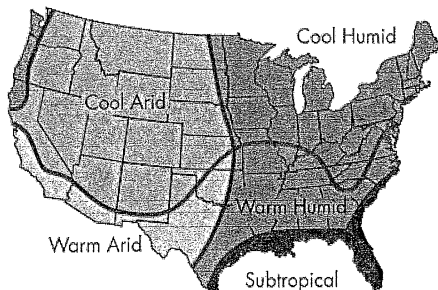 Cool Humid
Cool Arid
Warm Humid
Warm Arid
Subtropical